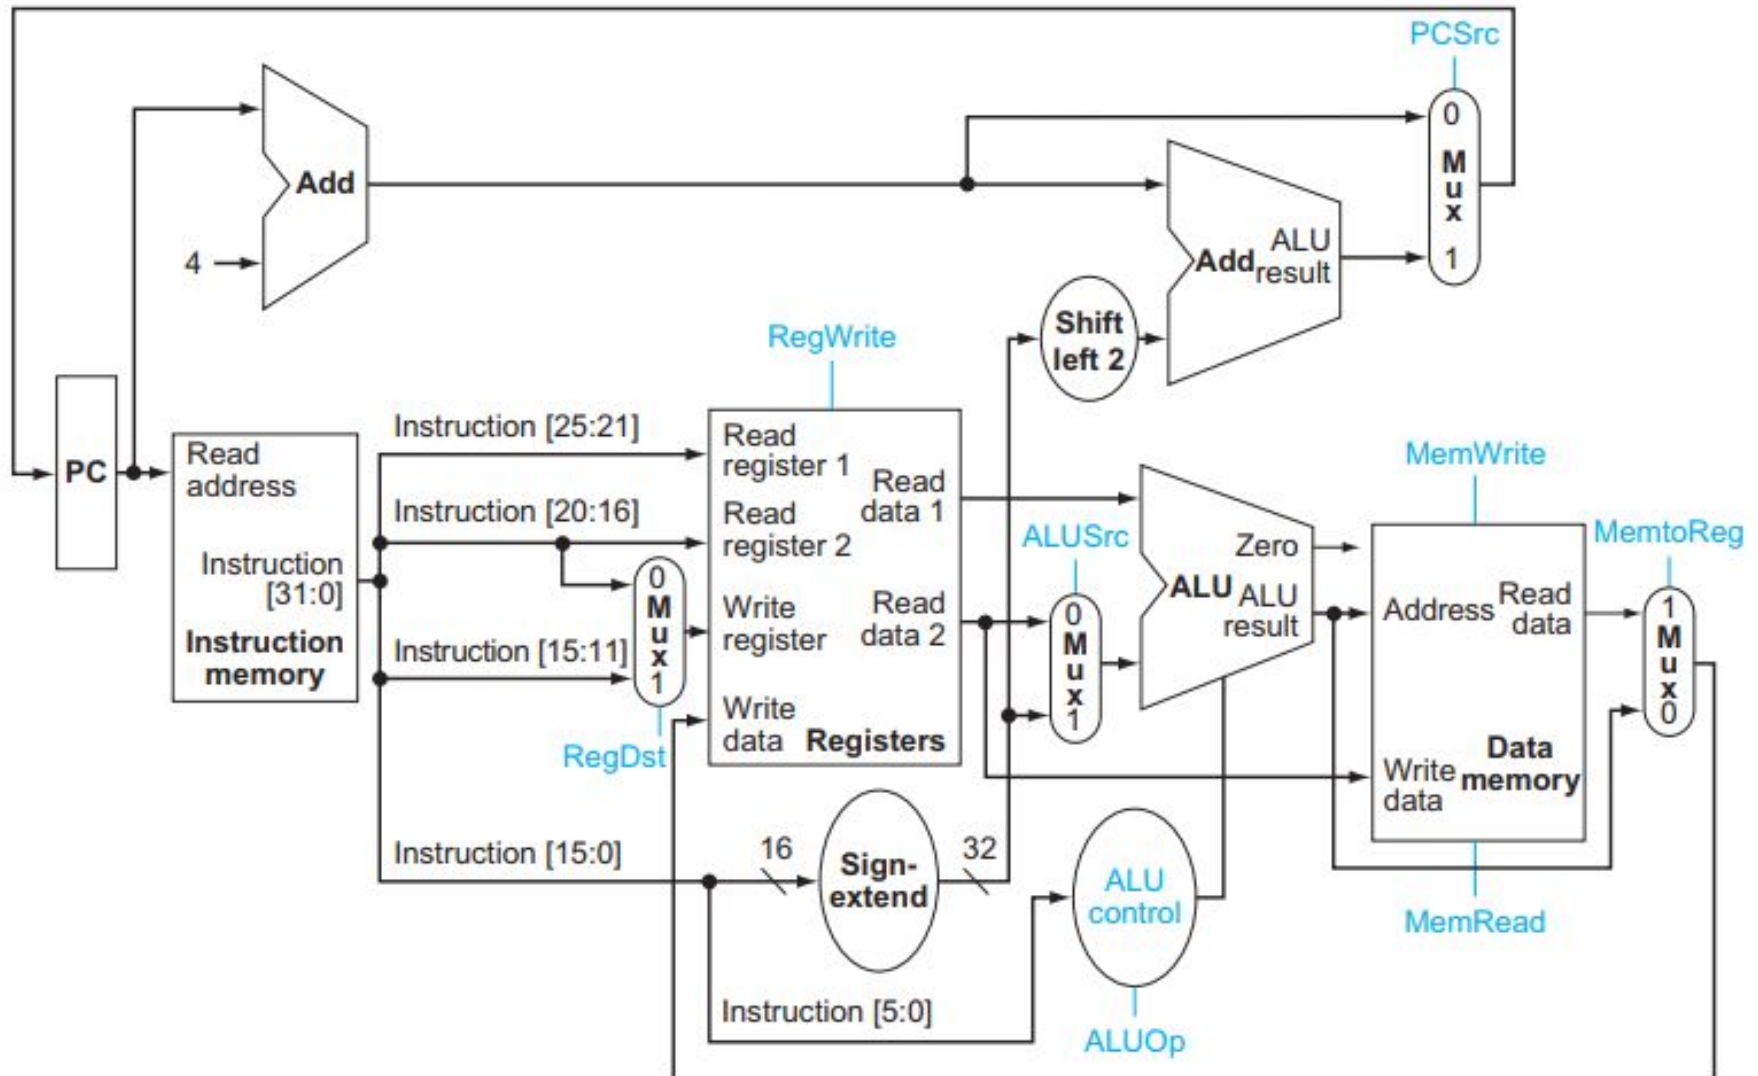 PCSrc
0
M
u
x
1
Add
4
Add
ALU
result
Shift
left 2
RegWrite
PC
Read
address
Instruction
[31:0]
Instruction
memory
Instruction [25:21]
Instruction [20:16]
Instruction [15:11]
0
M
u
x
1
RegDst
Read
register 1
Read
register 2
Write
register
Write
data
Read
data 1
Read
data 2
Registers
ALUSrc
0
M
u
x
1
Zero
ALU
ALU
result
MemWrite
Address
Read
data
Write
data
Data
memory
MemRead
MemtoReg
1
M
u
x
0
Instruction [15:0]
16
Sign-
extend
32
ALU
control
Instruction [5:0]
ALUOp